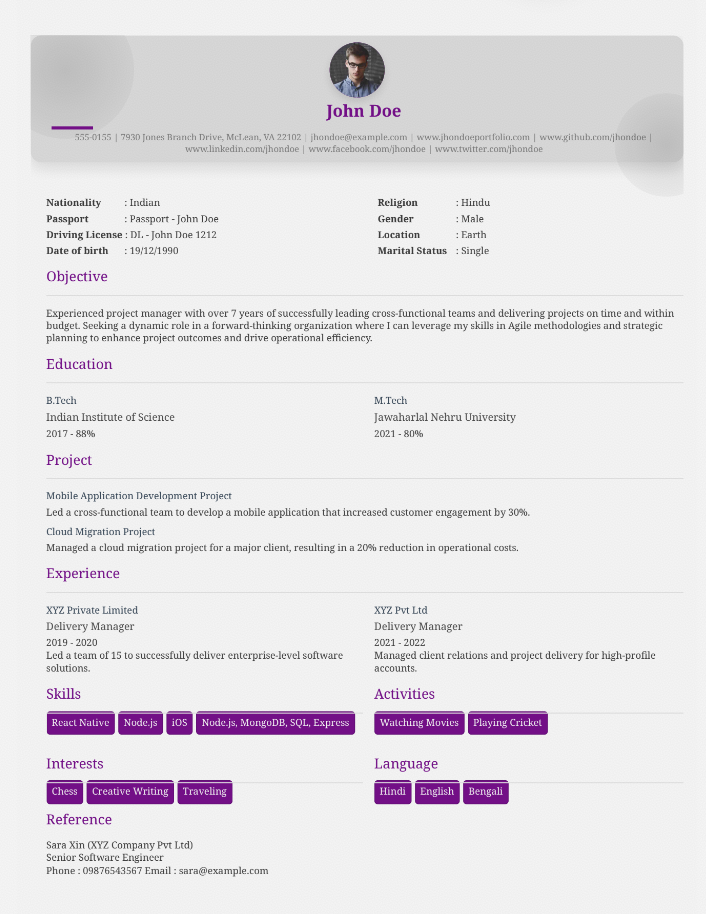 John Doe
555-0155 | 7930 Jones Branch Drive, McLean, VA 22102 | jhondoe@example.com | www.jhondoeportfolio.com | www.github.com/jhondoe |
www.linkedin.com/jhondoe | www.facebook.com/jhondoe | www.twitter.com/jhondoe
Nationality : Indian
Passport : Passport - John Doe
Driving License : DL - John Doe 1212
Date of birth : 19/12/1990
Religion : Hindu
Gender : Male
Location : Earth
Marital Status : Single
Objective
Experienced project manager with over 7 years of successfully leading cross-functional teams and delivering projects on time and within
budget. Seeking a dynamic role in a forward-thinking organization where I can leverage my skills in Agile methodologies and strategic
planning to enhance project outcomes and drive operational efficiency.
Education
B.Tech
Indian Institute of Science
2017 - 88%
M.Tech
Jawaharlal Nehru University
2021 - 80%
Project
Mobile Application Development Project
Led a cross-functional team to develop a mobile application that increased customer engagement by 30%.
Cloud Migration Project
Managed a cloud migration project for a major client, resulting in a 20% reduction in operational costs.
Experience
XYZ Private Limited
Delivery Manager
2019 - 2020
Led a team of 15 to successfully deliver enterprise-level software
solutions.
XYZ Pvt Ltd
Delivery Manager
2021 - 2022
Managed client relations and project delivery for high-profile
accounts.
Skills
React Native Node.js iOS Node.js, MongoDB, SQL, Express
Activities
Watching Movies Playing Cricket
Interests
Chess Creative Writing Traveling
Language
Hindi English Bengali
Reference
Sara Xin (XYZ Company Pvt Ltd)
Senior Software Engineer
Phone : 09876543567 Email : sara@example.com